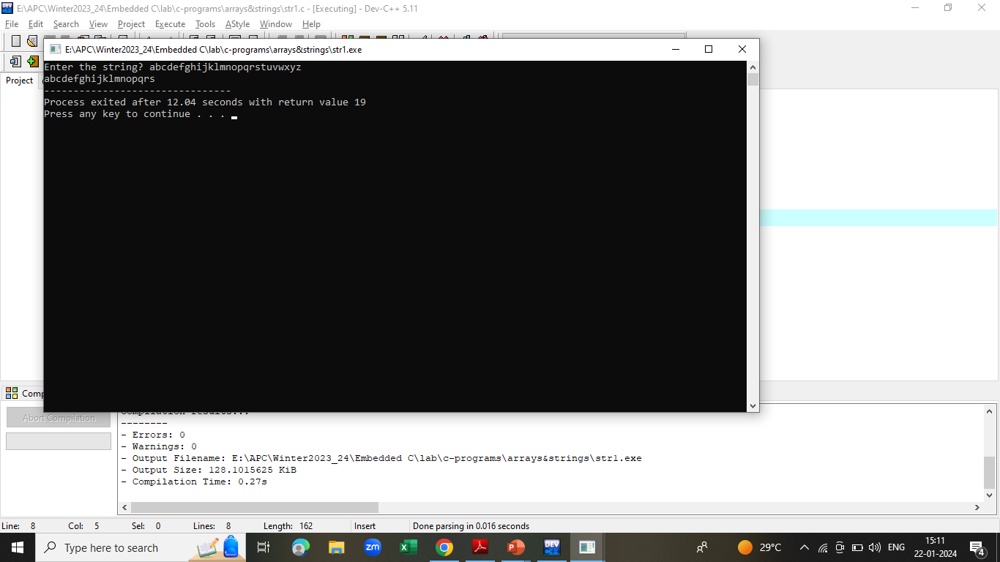 E:\APC\Winter2023_24\Embedded C\lab\c-programs\arrays&strings\str1.c - [Executing] - Dev-C++ 5.11
File Edit Search View Project Execute Tools AStyle Window Help
E:\APC\Winter2023_24\Embedded C\lab\c-programs\arrays&strings\str1.exe
Enter the string? abcdefghijklmnopqrstuvwxyz
abcdefghijklmnopqrs
--------------------------------
Process exited after 12.04 seconds with return value 19
Press any key to continue . . .
Project
Abort Compilation
Compilation results...
--------
- Errors: 0
- Warnings: 0
- Output Filename: E:\APC\Winter2023_24\Embedded C\lab\c-programs\arrays&strings\str1.exe
- Output Size: 128.1015625 KiB
- Compilation Time: 0.27s
Line: 8 Col: 5 Sel: 0 Lines: 8 Length: 162 Insert Done parsing in 0.016 seconds
Type here to search
zm
DEV
29°C
ENG
15:11
22-01-2024
4